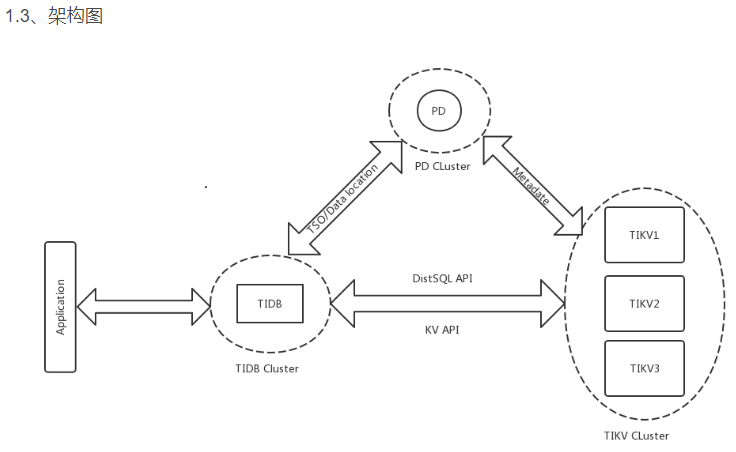 1.3、架构图
PD
PD CLuster
TSO/Data location
Metadate
Application
TIDB
TIDB Cluster
DistSQL API
KV API
TIKV1
TIKV2
TIKV3
TIKV CLuster